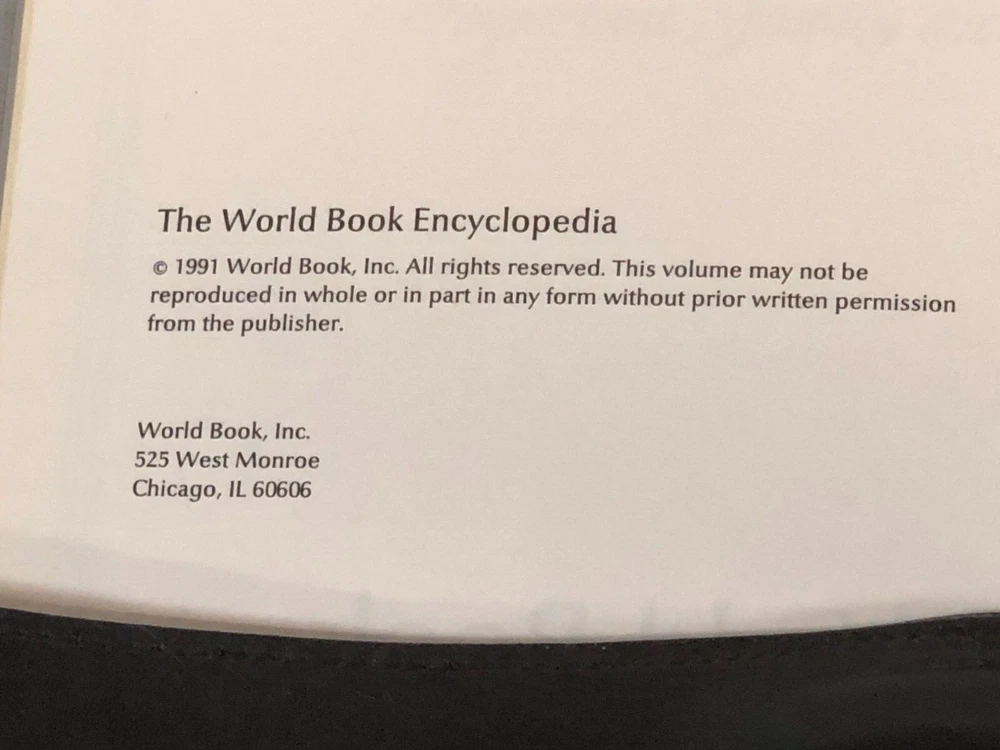 The World Book Encyclopedia
© 1991 World Book, Inc. All rights reserved. This volume may not be
reproduced in whole or in part in any form without prior written permission
from the publisher.
World Book, Inc.
525 West Monroe
Chicago, IL 60606